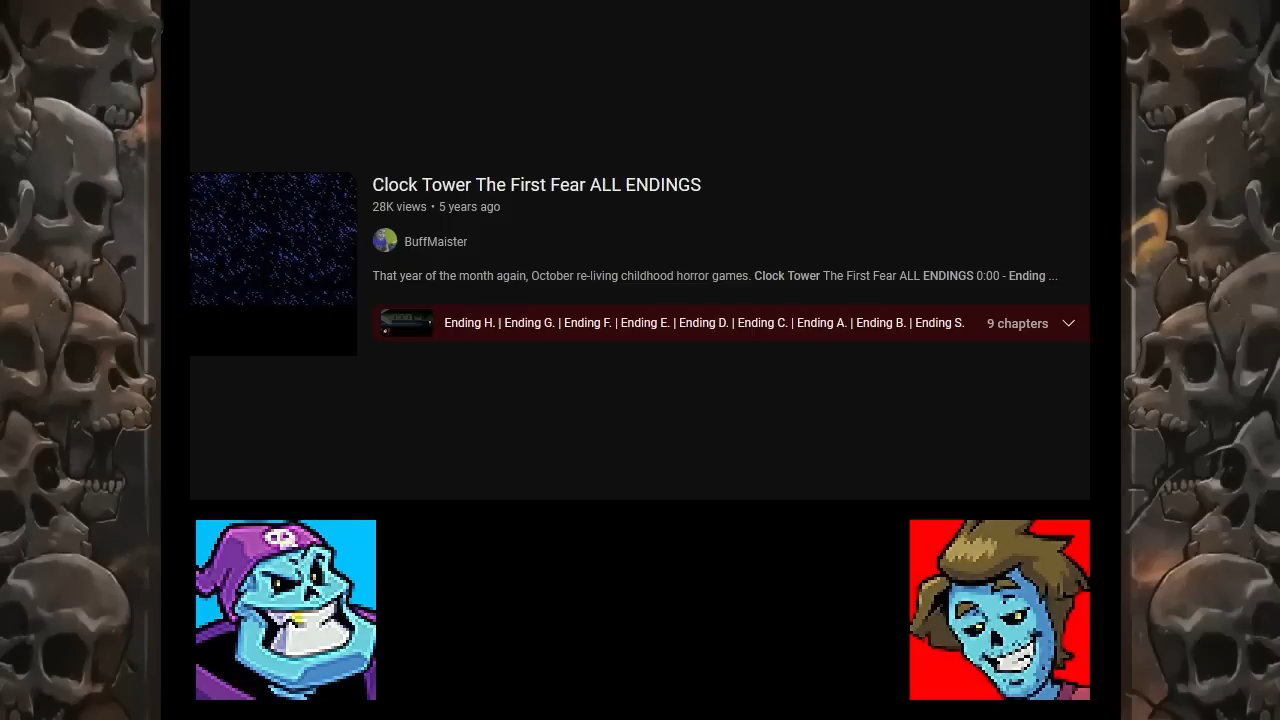 Clock Tower The First Fear ALL ENDINGS
28K views • 5 years ago
BuffMaister
That year of the month again, October re-living childhood horror games. Clock Tower The First Fear ALL ENDINGS 0:00 - Ending ...
Ending H. | Ending G. | Ending F. | Ending E. | Ending D. | Ending C. | Ending A. | Ending B. | Ending S. 9 chapters